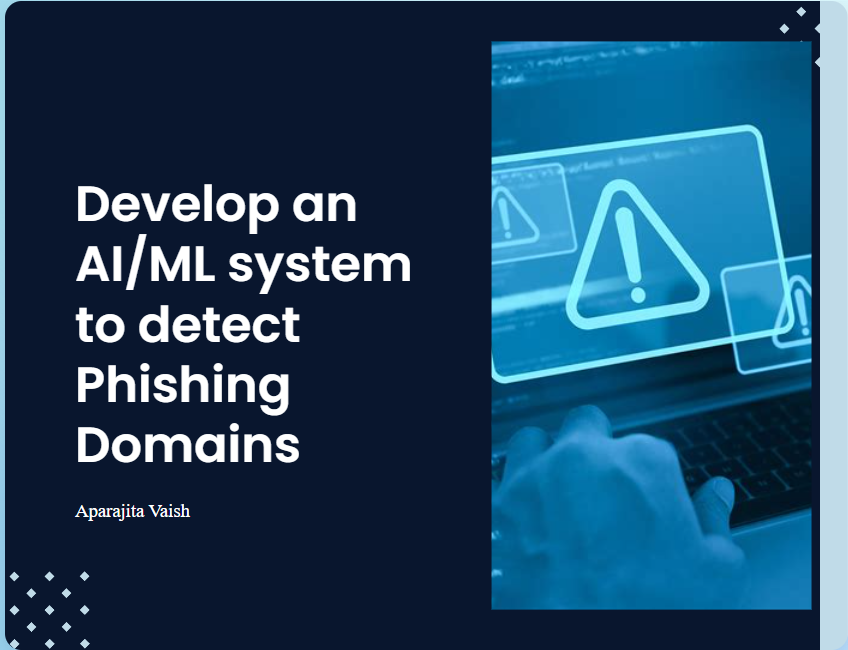 Develop an
AI/ML system
to detect
Phishing
Domains
Aparajita Vaish